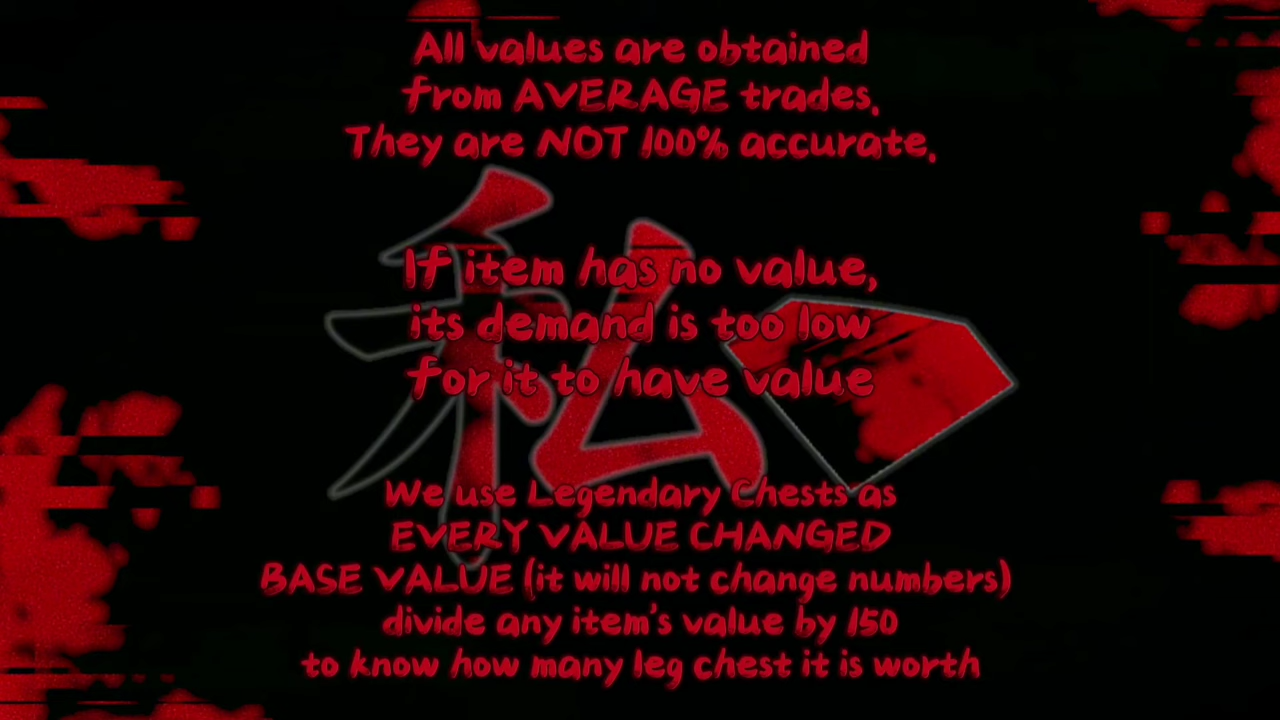 All values are obtained
from AVERAGE trades.
They are NOT 100% accurate.
私
If item has no value,
its demand is too low
for it to have value
We use Legendary Chests as
EVERY VALUE CHANGED
BASE VALUE (it will not change numbers)
divide any item's value by 150
to know how many leg chest it is worth